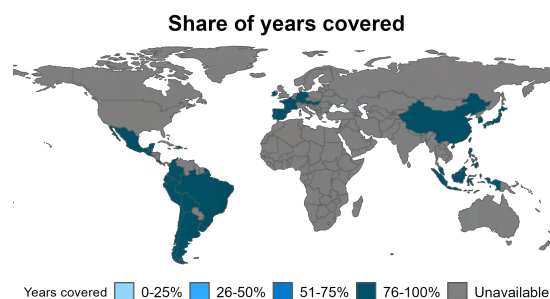 Share of years covered
Years covered 0-25% 26-50% 51-75% 76-100% Unavailable